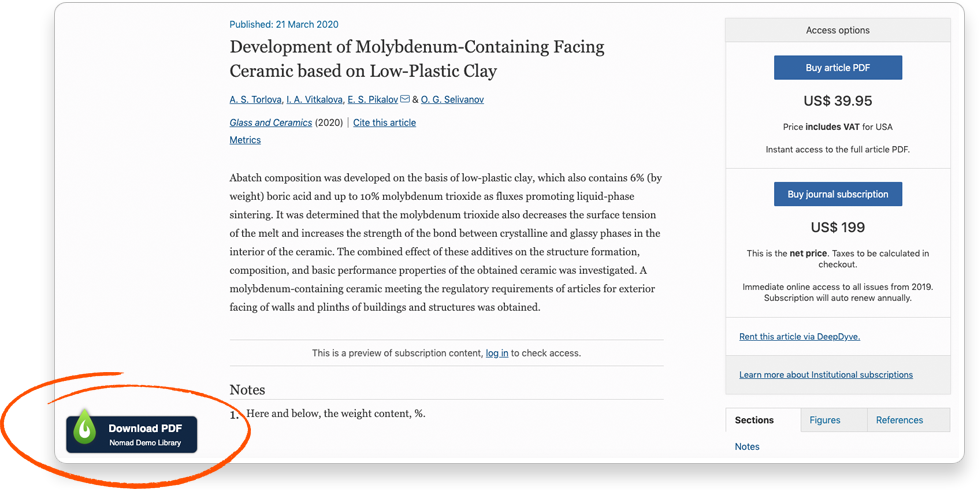 Published: 21 March 2020
Development of Molybdenum-Containing Facing
Ceramic based on Low-Plastic Clay
A. S. Torlova, I. A. Vitkalova, E. S. Pikalov & O. G. Selivanov
Glass and Ceramics (2020) | Cite this article
Metrics
Abatch composition was developed on the basis of low-plastic clay, which also contains 6% (by
weight) boric acid and up to 10% molybdenum trioxide as fluxes promoting liquid-phase
sintering. It was determined that the molybdenum trioxide also decreases the surface tension
of the melt and increases the strength of the bond between crystalline and glassy phases in the
interior of the ceramic. The combined effect of these additives on the structure formation,
composition, and basic performance properties of the obtained ceramic was investigated. A
molybdenum-containing ceramic meeting the regulatory requirements of articles for exterior
facing of walls and plinths of buildings and structures was obtained.
This is a preview of subscription content, log in to check access.
Notes
1. Here and below, the weight content, %.
Download PDF
Nomad Demo Library
Access options
Buy article PDF
US$ 39.95
Price includes VAT for USA
Instant access to the full article PDF.
Buy journal subscription
US$ 199
This is the net price. Taxes to be calculated in
checkout.
Immediate online access to all issues from 2019.
Subscription will auto renew annually.
Rent this article via DeepDyve.
Learn more about Institutional subscriptions
Sections Figures References
Notes